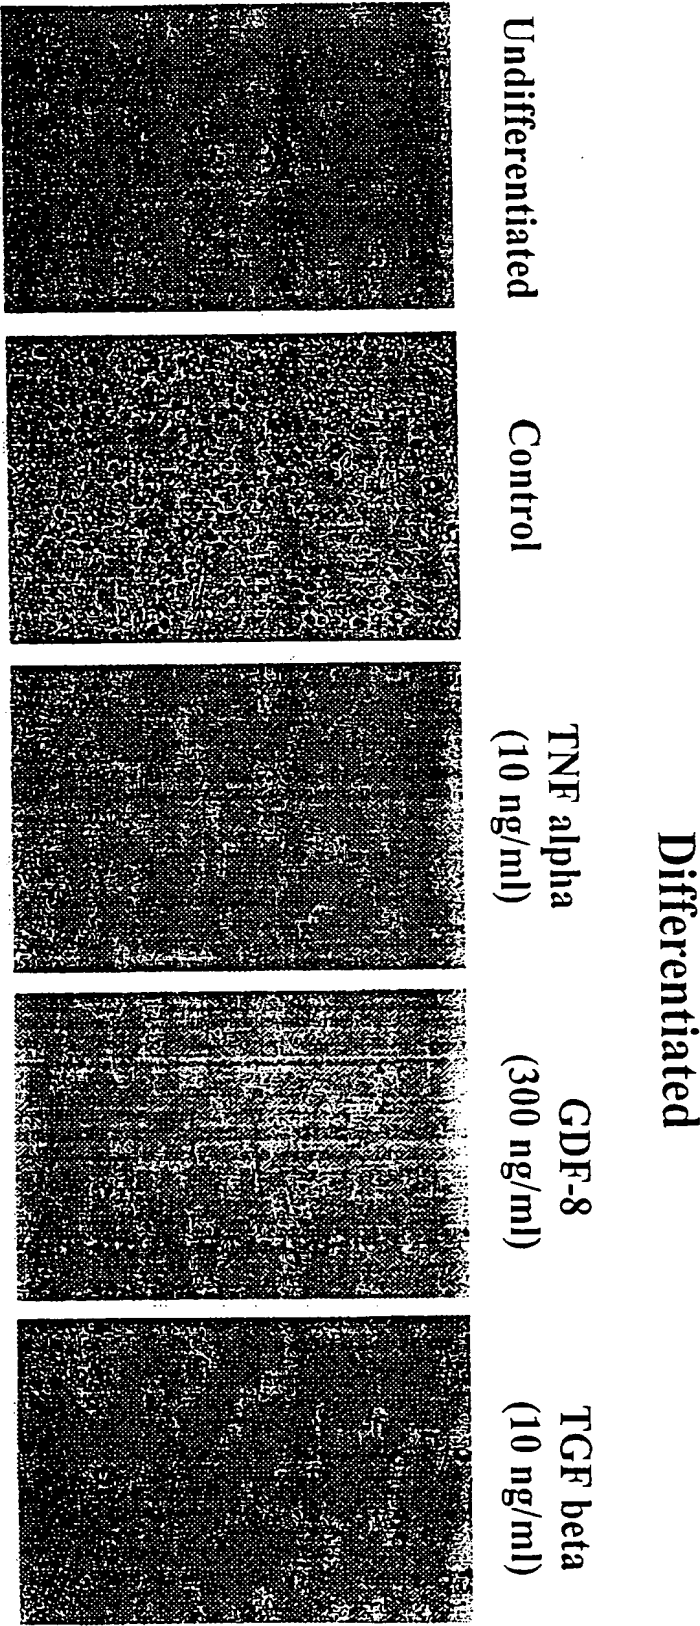 Differentiated
Undifferentiated
Control
TNF alpha
(10 ng/ml)
GDF-8
(300 ng/ml)
TGF beta
(10 ng/ml)